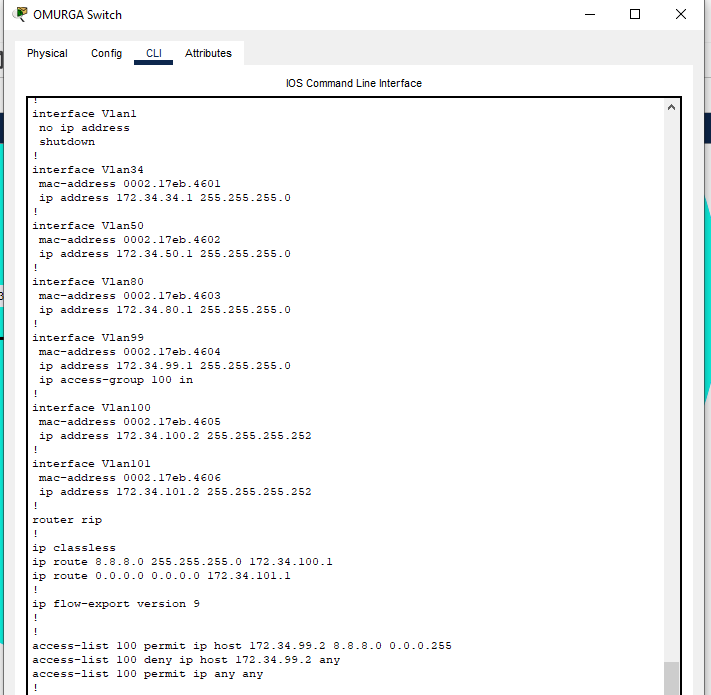 OMURGA Switch
Physical Config CLI Attributes
IOS Command Line Interface
!
interface Vlan1
no ip address
shutdown
!
interface Vlan34
mac-address 0002.17eb.4601
ip address 172.34.34.1 255.255.255.0
!
interface Vlan50
mac-address 0002.17eb.4602
ip address 172.34.50.1 255.255.255.0
!
interface Vlan80
mac-address 0002.17eb.4603
ip address 172.34.80.1 255.255.255.0
!
interface Vlan99
mac-address 0002.17eb.4604
ip address 172.34.99.1 255.255.255.0
ip access-group 100 in
!
interface Vlan100
mac-address 0002.17eb.4605
ip address 172.34.100.2 255.255.255.252
!
interface Vlan101
mac-address 0002.17eb.4606
ip address 172.34.101.2 255.255.255.252
!
router rip
!
ip classless
ip route 8.8.8.0 255.255.255.0 172.34.100.1
ip route 0.0.0.0 0.0.0.0 172.34.101.1
!
ip flow-export version 9
!
!
access-list 100 permit ip host 172.34.99.2 8.8.8.0 0.0.0.255
access-list 100 deny ip host 172.34.99.2 any
access-list 100 permit ip any any
!